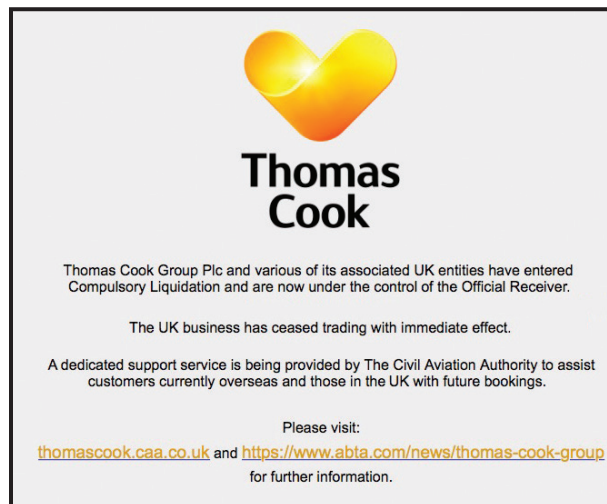 Thomas
Cook
Thomas Cook Group Plc and various of its associated UK entities have entered
Compulsory Liquidation and are now under the control of the Official Receiver.
The UK business has ceased trading with immediate effect.
A dedicated support service is being provided by The Civil Aviation Authority to assist
customers currently overseas and those in the UK with future bookings.
Please visit:
thomascook.caa.co.uk and https://www.abta.com/news/thomas-cook-group
for further information.